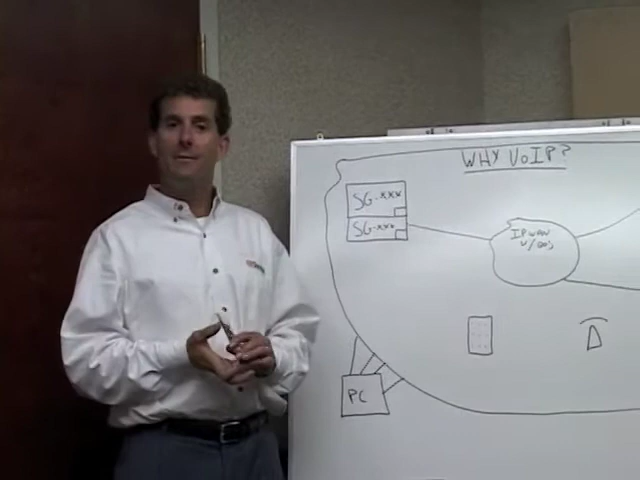 WHY VoIP?
SG-xxx
SG-xxx
IP WAN
w/QoS
PC